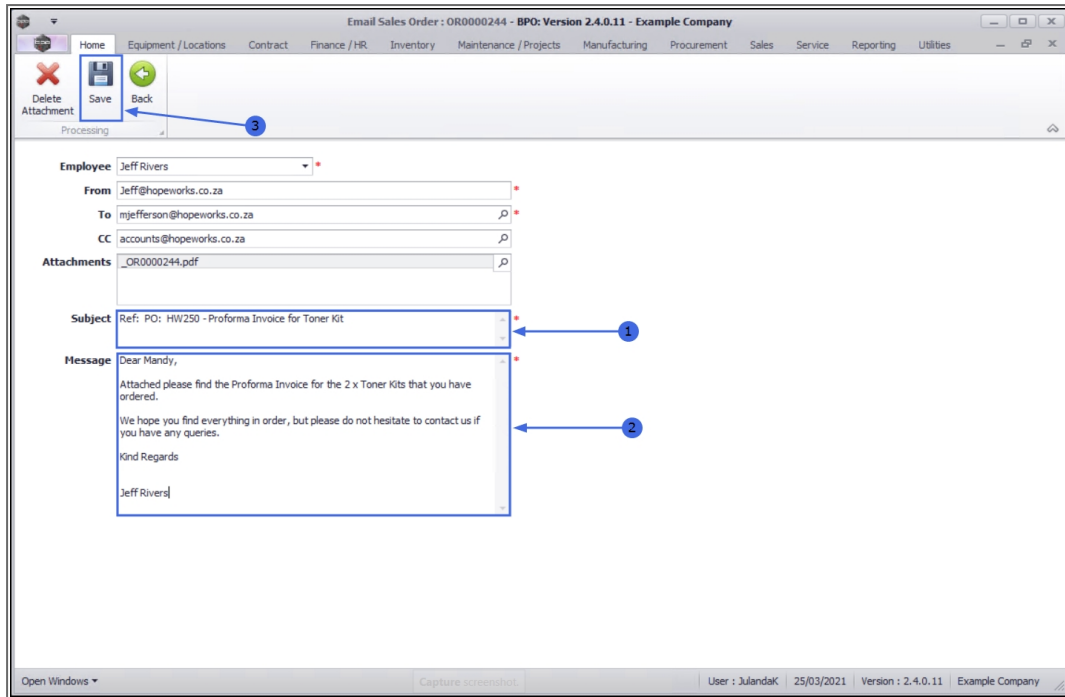 Email Sales Order : OR0000244 - BPO: Version 2.4.0.11 - Example Company
Home Equipment / Locations Contract Finance / HR Inventory Maintenance / Projects Manufacturing Procurement Sales Service Reporting Utilities
Delete Attachment Save Back
Processing
3
Employee Jeff Rivers *
From Jeff@hopeworks.co.za *
To mjefferson@hopeworks.co.za *
CC accounts@hopeworks.co.za
Attachments _OR0000244.pdf
Subject Ref: PO: HW250 - Proforma Invoice for Toner Kit *
1
Message Dear Mandy, *
Attached please find the Proforma Invoice for the 2 x Toner Kits that you have
ordered.
We hope you find everything in order, but please do not hesitate to contact us if
you have any queries.
2
Kind Regards
Jeff Rivers
Open Windows Capture screenshot. User : JulandaK 25/03/2021 Version : 2.4.0.11 Example Company